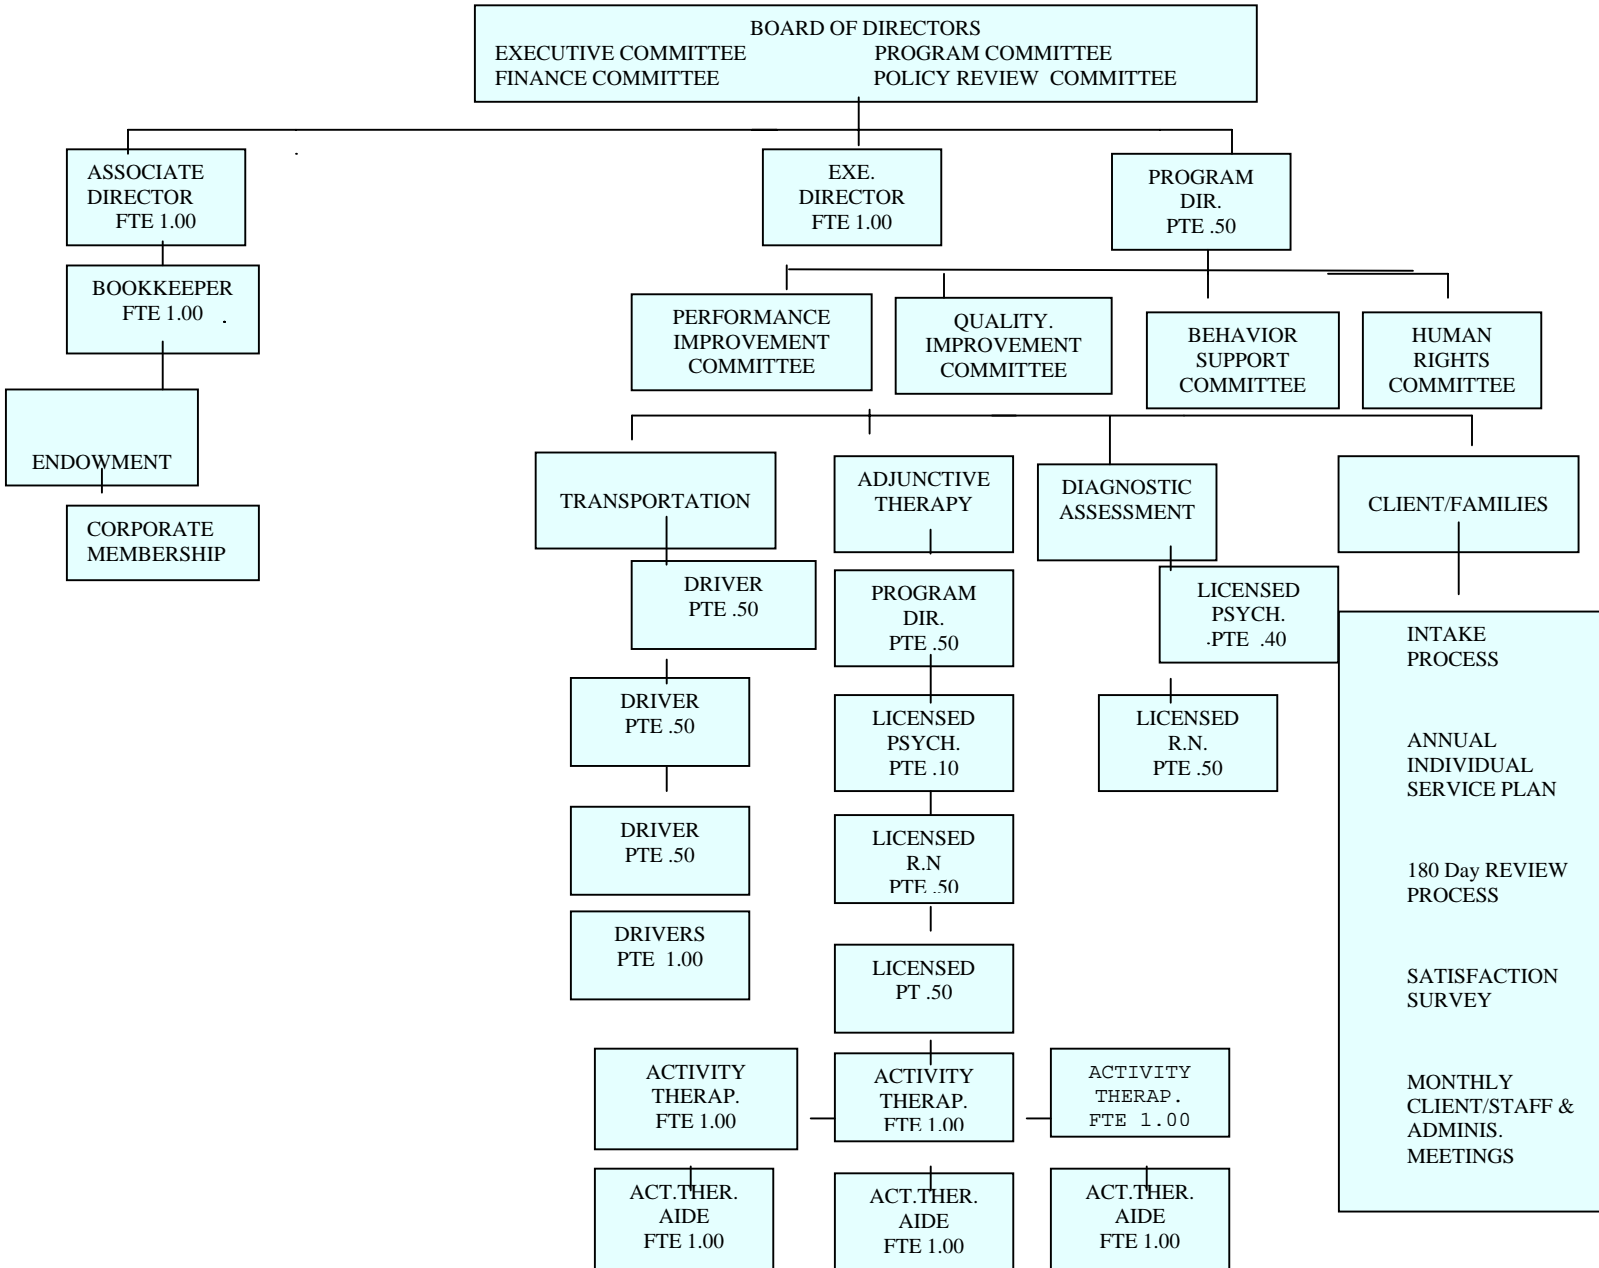 BOARD OF DIRECTORS
EXECUTIVE COMMITTEE PROGRAM COMMITTEE
FINANCE COMMITTEE POLICY REVIEW COMMITTEE
ASSOCIATE
DIRECTOR
FTE 1.00
EXE.
DIRECTOR
FTE 1.00
PROGRAM
DIR.
PTE .50
BOOKKEEPER
FTE 1.00
PERFORMANCE
IMPROVEMENT
COMMITTEE
QUALITY.
IMPROVEMENT
COMMITTEE
BEHAVIOR
SUPPORT
COMMITTEE
HUMAN
RIGHTS
COMMITTEE
ENDOWMENT
CORPORATE
MEMBERSHIP
TRANSPORTATION
ADJUNCTIVE
THERAPY
DIAGNOSTIC
ASSESSMENT
CLIENT/FAMILIES
DRIVER
PTE .50
PROGRAM
DIR.
PTE .50
LICENSED
PSYCH.
.PTE .40
DRIVER
PTE .50
LICENSED
PSYCH.
PTE .10
LICENSED
R.N.
PTE .50
DRIVER
PTE .50
LICENSED
R.N
PTE .50
DRIVERS
PTE 1.00
LICENSED
PT .50
ACTIVITY
THERAP.
FTE 1.00
ACTIVITY
THERAP.
FTE 1.00
ACTIVITY
THERAP.
FTE 1.00
ACT.THER.
AIDE
FTE 1.00
ACT.THER.
AIDE
FTE 1.00
ACT.THER.
AIDE
FTE 1.00
INTAKE
PROCESS
ANNUAL
INDIVIDUAL
SERVICE PLAN
180 Day REVIEW
PROCESS
SATISFACTION
SURVEY
MONTHLY
CLIENT/STAFF &
ADMINIS.
MEETINGS